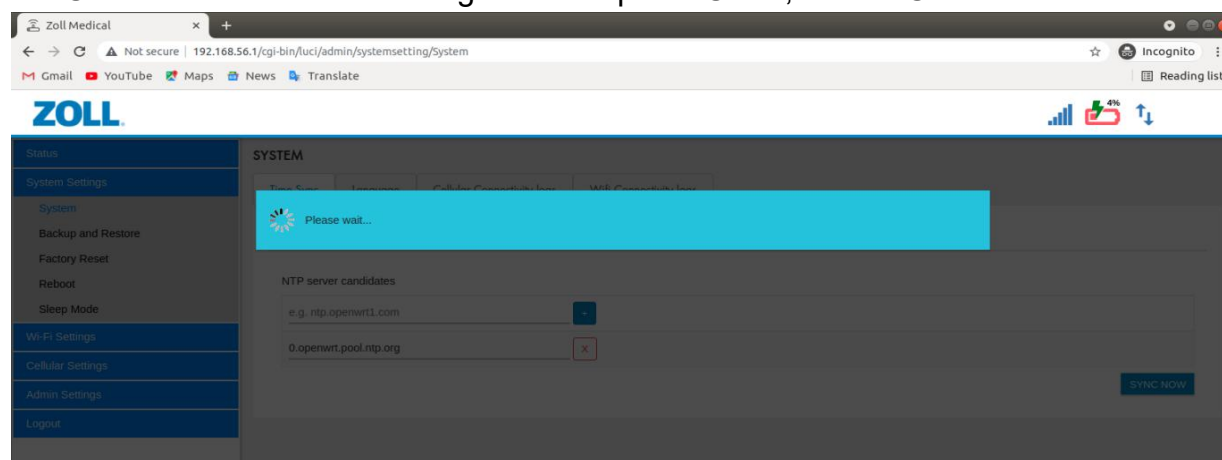 Zoll Medical
Not secure | 192.168.56.1/cgi-bin/luci/admin/systemsetting/System
Incognito
Gmail YouTube Maps News Translate
Reading list
ZOLL
4%
Status
SYSTEM
System Settings
Time Sync Language Cellular Connectivity logs Wifi Connectivity logs
System
Please wait...
Backup and Restore
Factory Reset
NTP server candidates
Reboot
Sleep Mode
e.g. ntp.openwrt1.com
+
Wi-Fi Settings
0.openwrt.pool.ntp.org
X
Cellular Settings
SYNC NOW
Admin Settings
Logout